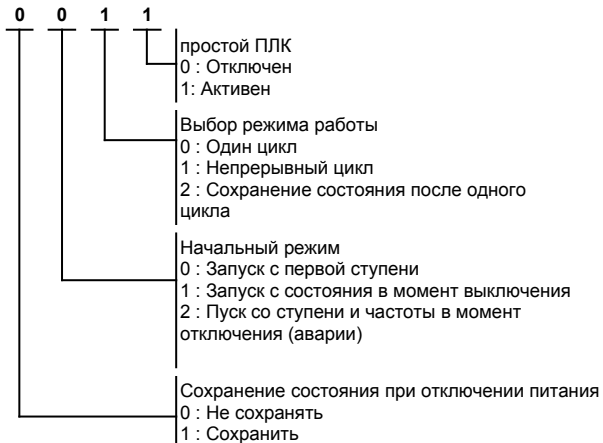 0 0 1 1
простой ПЛК
0 : Отключен
1: Активен
Выбор режима работы
0 : Один цикл
1 : Непрерывный цикл
2 : Сохранение состояния после одного
цикла
Начальный режим
0 : Запуск с первой ступени
1 : Запуск с состояния в момент выключения
2 : Пуск со ступени и частоты в момент
отключения (аварии)
Сохранение состояния при отключении питания
0 : Не сохранять
1 : Сохранить